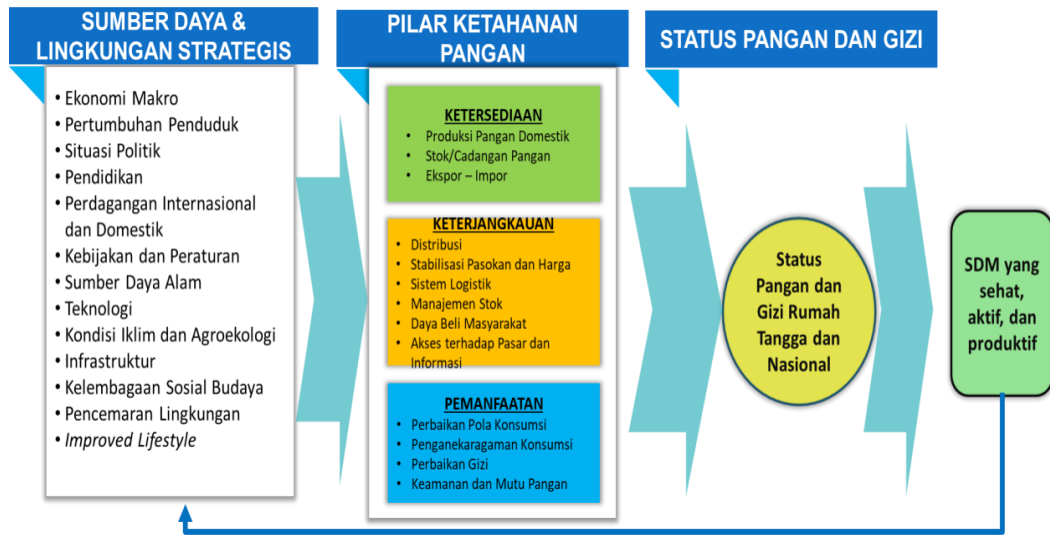 SUMBER DAYA &
LINGKUNGAN STRATEGIS
• Ekonomi Makro
• Pertumbuhan Penduduk
• Situasi Politik
• Pendidikan
• Perdagangan Internasional
dan Domestik
• Kebijakan dan Peraturan
• Sumber Daya Alam
• Teknologi
• Kondisi Iklim dan Agroekologi
• Infrastruktur
• Kelembagaan Sosial Budaya
• Pencemaran Lingkungan
• Improved Lifestyle
PILAR KETAHANAN
PANGAN
KETERSEDIAAN
• Produksi Pangan Domestik
• Stok/Cadangan Pangan
• Ekspor – Impor
KETERJANGKAUAN
• Distribusi
• Stabilisasi Pasokan dan Harga
• Sistem Logistik
• Manajemen Stok
• Daya Beli Masyarakat
• Akses terhadap Pasar dan
Informasi
PEMANFAATAN
• Perbaikan Pola Konsumsi
• Penganekaragaman Konsumsi
• Perbaikan Gizi
• Keamanan dan Mutu Pangan
STATUS PANGAN DAN GIZI
Status
Pangan dan
Gizi Rumah
Tangga dan
Nasional
SDM yang
sehat,
aktif, dan
produktif